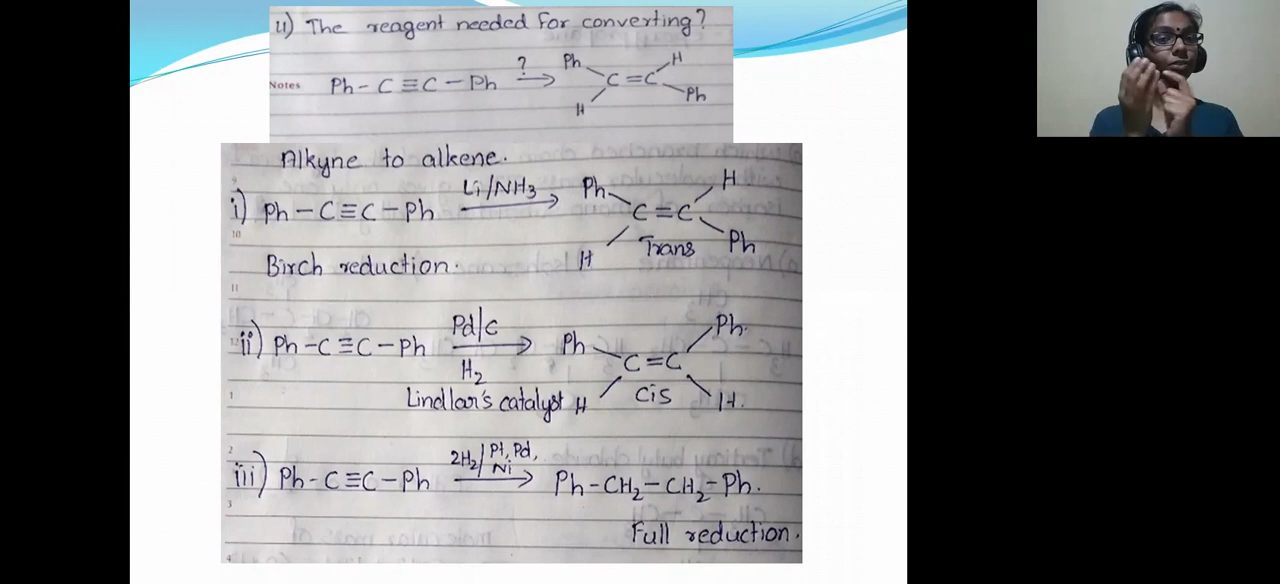 u) The reagent needed for converting?
Notes Ph-C≡C-Ph ?→ Ph H C=C H Ph
Alkyne to alkene.
i) Ph-C≡C-Ph Li/NH3→ Ph H C=C H Ph
Trans
Birch reduction.
ii) Ph-C≡C-Ph Pd/C H2→ Ph Ph. C=C H H.
Lindlar's catalyst cis
iii) Ph-C≡C-Ph 2H2/Pt, Pd, Ni→ Ph-CH2-CH2-Ph.
Full reduction.